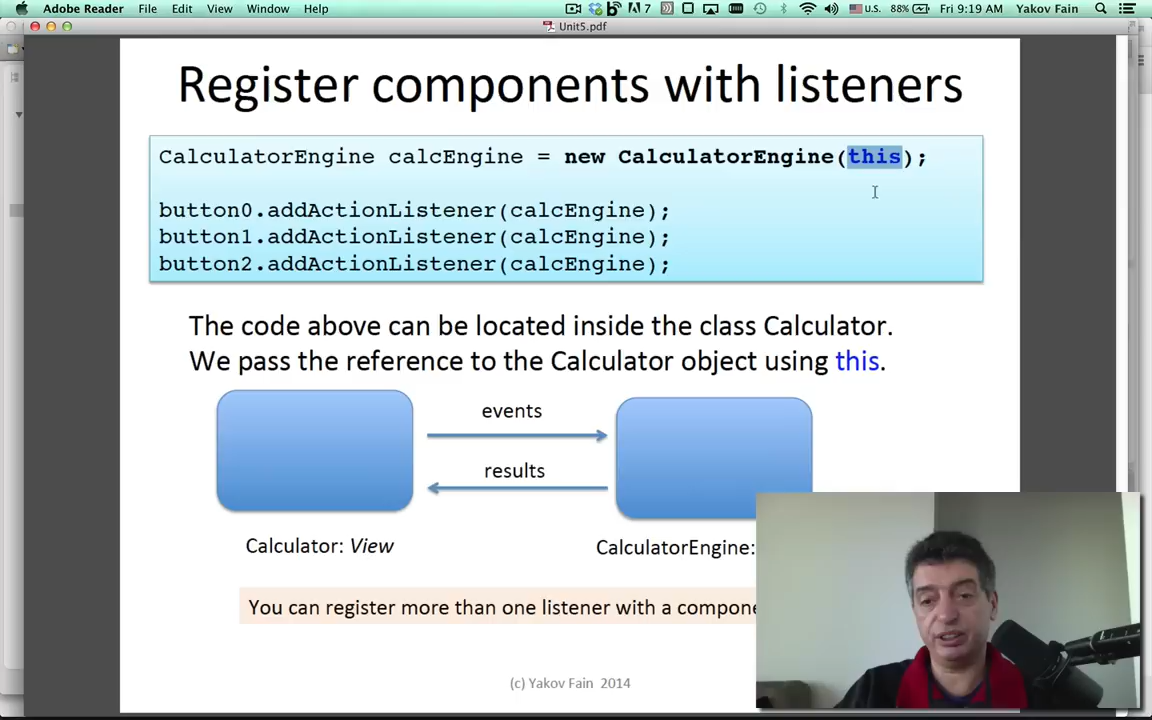 Adobe Reader File Edit View Window Help
7 U.S. 88% Fri 9:19 AM Yakov Fain
Unit5.pdf
Register components with listeners
CalculatorEngine calcEngine = new CalculatorEngine(this);
button0.addActionListener(calcEngine);
button1.addActionListener(calcEngine);
button2.addActionListener(calcEngine);
The code above can be located inside the class Calculator.
We pass the reference to the Calculator object using this.
events
results
Calculator: View
CalculatorEngine:
You can register more than one listener with a compone
(c) Yakov Fain 2014